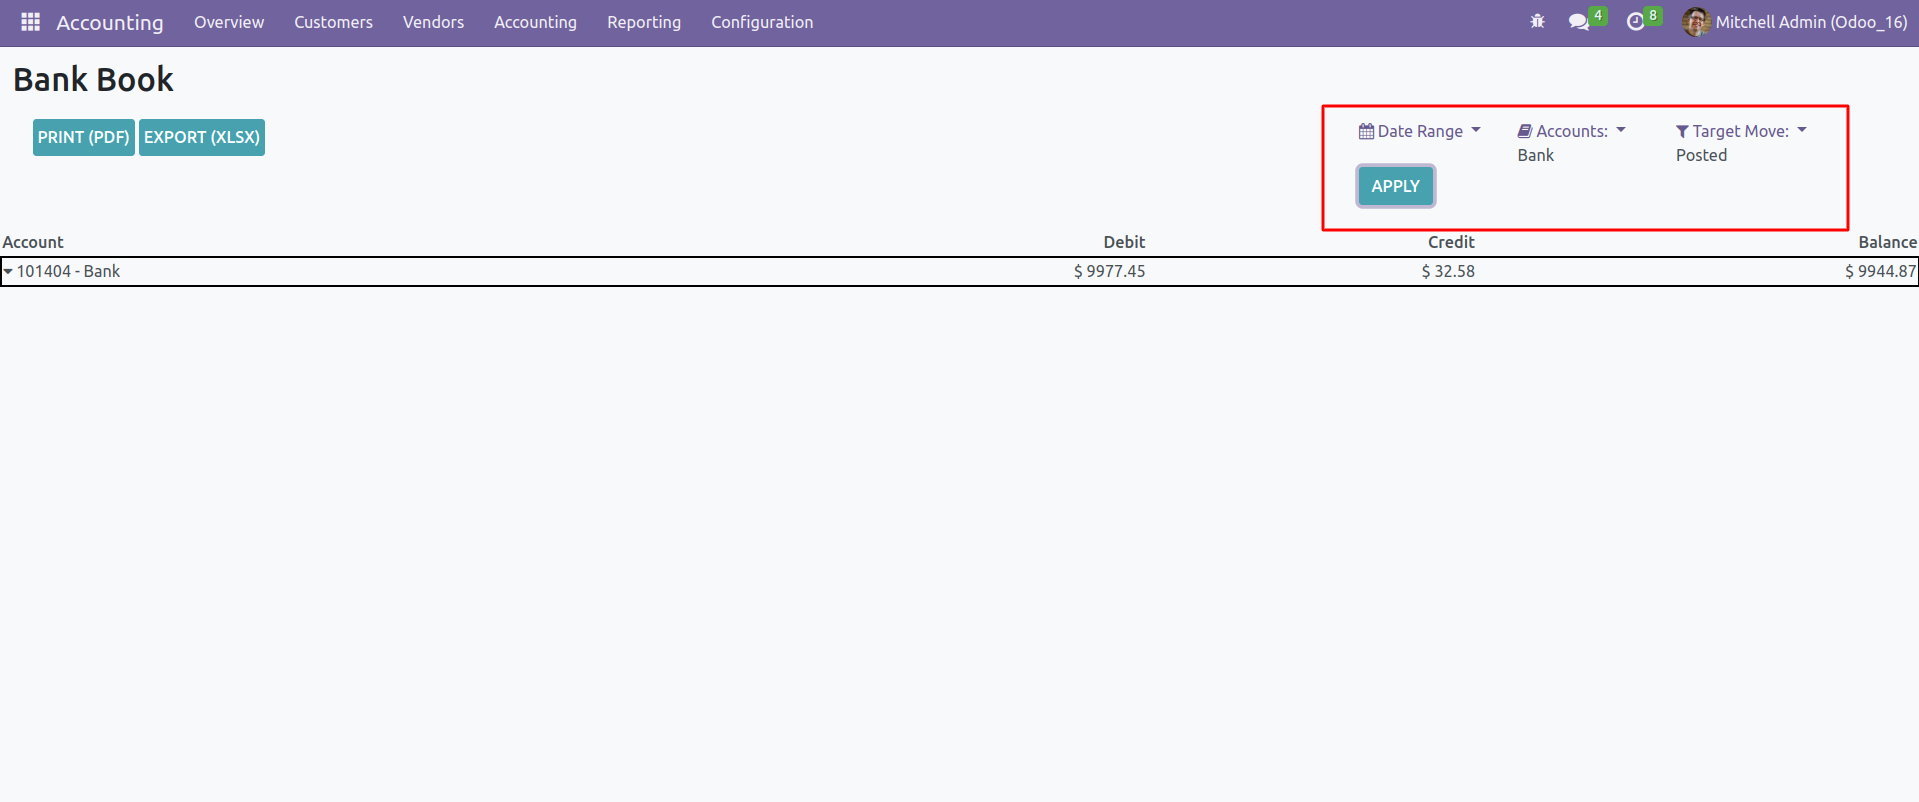 Accounting Overview Customers Vendors Accounting Reporting Configuration 4 8 Mitchell Admin (Odoo_16)
Bank Book
PRINT (PDF) EXPORT (XLSX)
Date Range Accounts: Target Move:
Bank Posted
APPLY
Account Debit Credit Balance
101404 - Bank $ 9977.45 $ 32.58 $ 9944.87